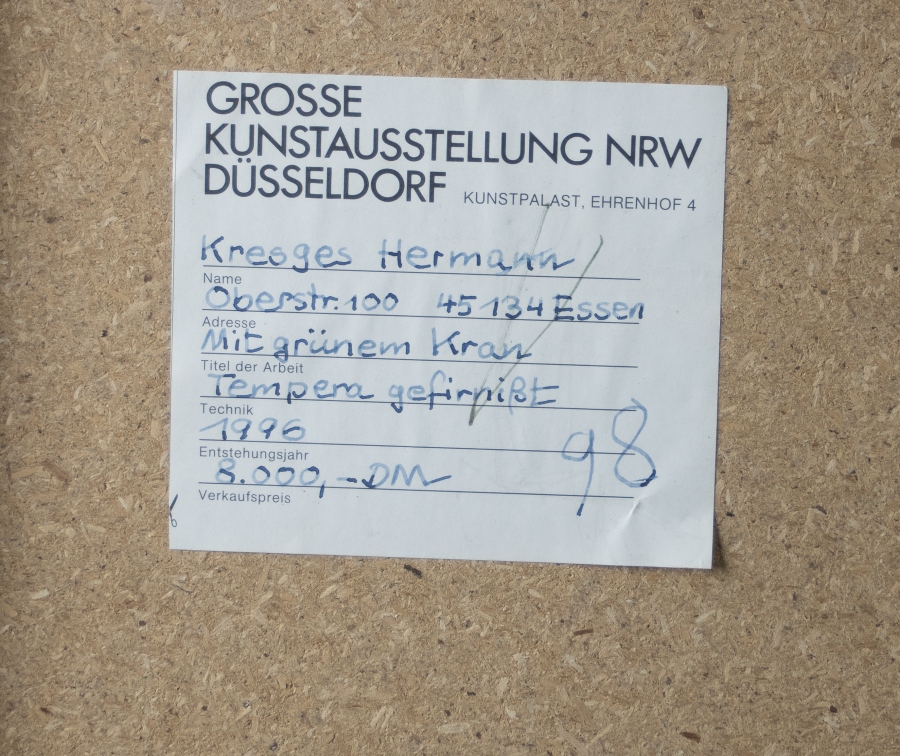 GROSSE
KUNSTAUSSTELLUNG NRW
DÜSSELDORF KUNSTPALAST, EHRENHOF 4
Kresges Hermann
Name
Oberstr. 100 45134 Essen
Adresse
Mit grünem Kran
Titel der Arbeit
Tempera gefirnißt
Technik
1996
98
Entstehungsjahr
8.000,-DM
Verkaufspreis